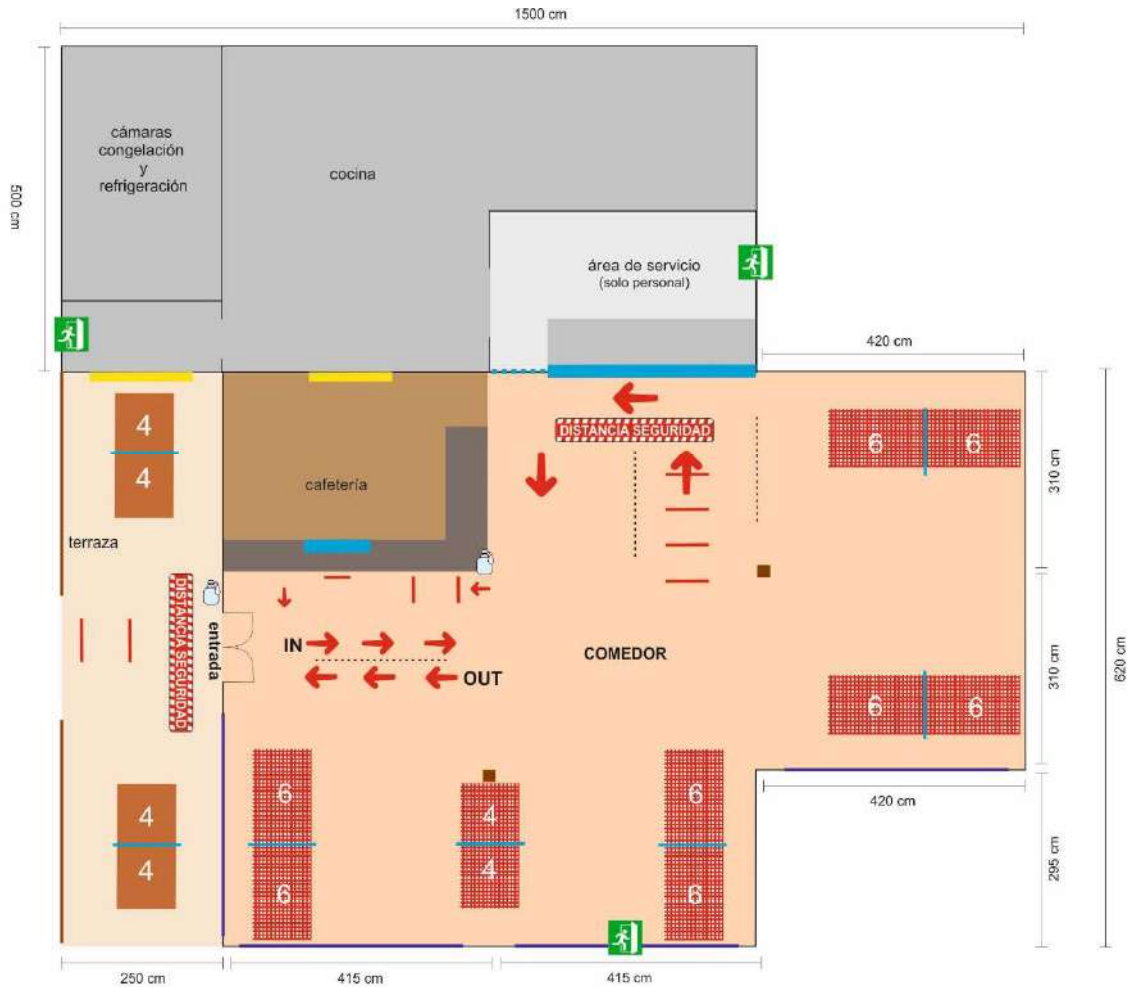 1500 cm
500 cm
cámaras
congelación
y
refrigeración
cocina
área de servicio
(solo personal)
420 cm
4
4
terraza
cafetería
DISTANCIA SEGURIDAD
6 6
310 cm
DISTANCIA SEGURIDAD
entrada
IN
OUT
COMEDOR
6 6
310 cm
620 cm
420 cm
4
4
6
6
4
4
6
6
295 cm
250 cm
415 cm
415 cm